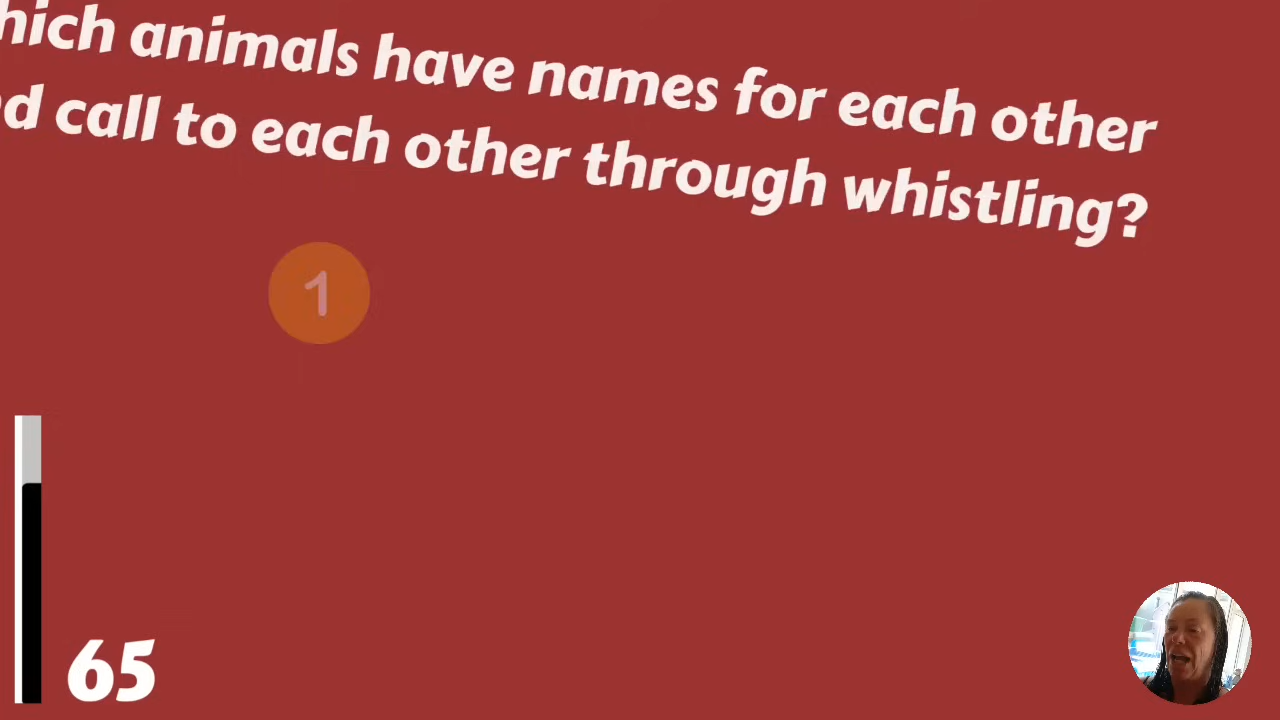 hich animals have names for each other
d call to each other through whistling?
1
65